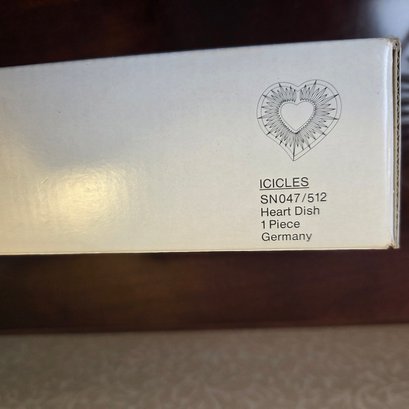 ICICLES
SN047/512
Heart Dish
1 Piece
Germany